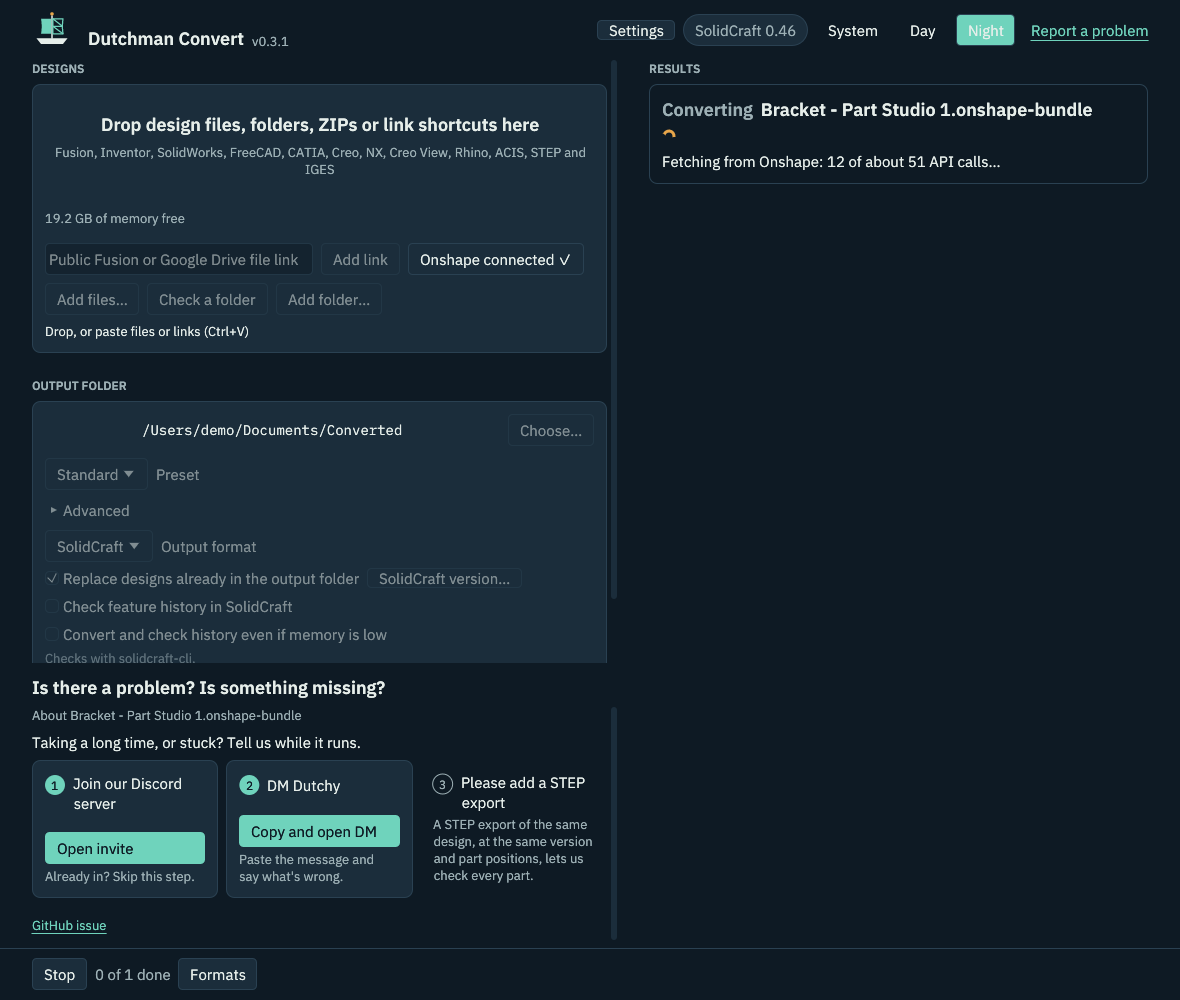 Dutchman Convert v0.3.1
Settings
SolidCraft 0.46
System
Day
Night
Report a problem
DESIGNS
Drop design files, folders, ZIPs or link shortcuts here
Fusion, Inventor, SolidWorks, FreeCAD, CATIA, Creo, NX, Creo View, Rhino, ACIS, STEP and
IGES
19.2 GB of memory free
Public Fusion or Google Drive file link
Add link
Onshape connected ✓
Add files...
Check a folder
Add folder...
Drop, or paste files or links (Ctrl+V)
OUTPUT FOLDER
/Users/demo/Documents/Converted
Choose...
Standard ▼ Preset
▸ Advanced
SolidCraft ▼ Output format
✓ Replace designs already in the output folder
SolidCraft version...
Check feature history in SolidCraft
Convert and check history even if memory is low
Checks with solidcraft-cli.
Is there a problem? Is something missing?
About Bracket - Part Studio 1.onshape-bundle
Taking a long time, or stuck? Tell us while it runs.
1 Join our Discord
server
Open invite
Already in? Skip this step.
2 DM Dutchy
Copy and open DM
Paste the message and
say what's wrong.
3 Please add a STEP
export
A STEP export of the same
design, at the same version
and part positions, lets us
check every part.
GitHub issue
RESULTS
Converting Bracket - Part Studio 1.onshape-bundle
Fetching from Onshape: 12 of about 51 API calls...
Stop
0 of 1 done
Formats